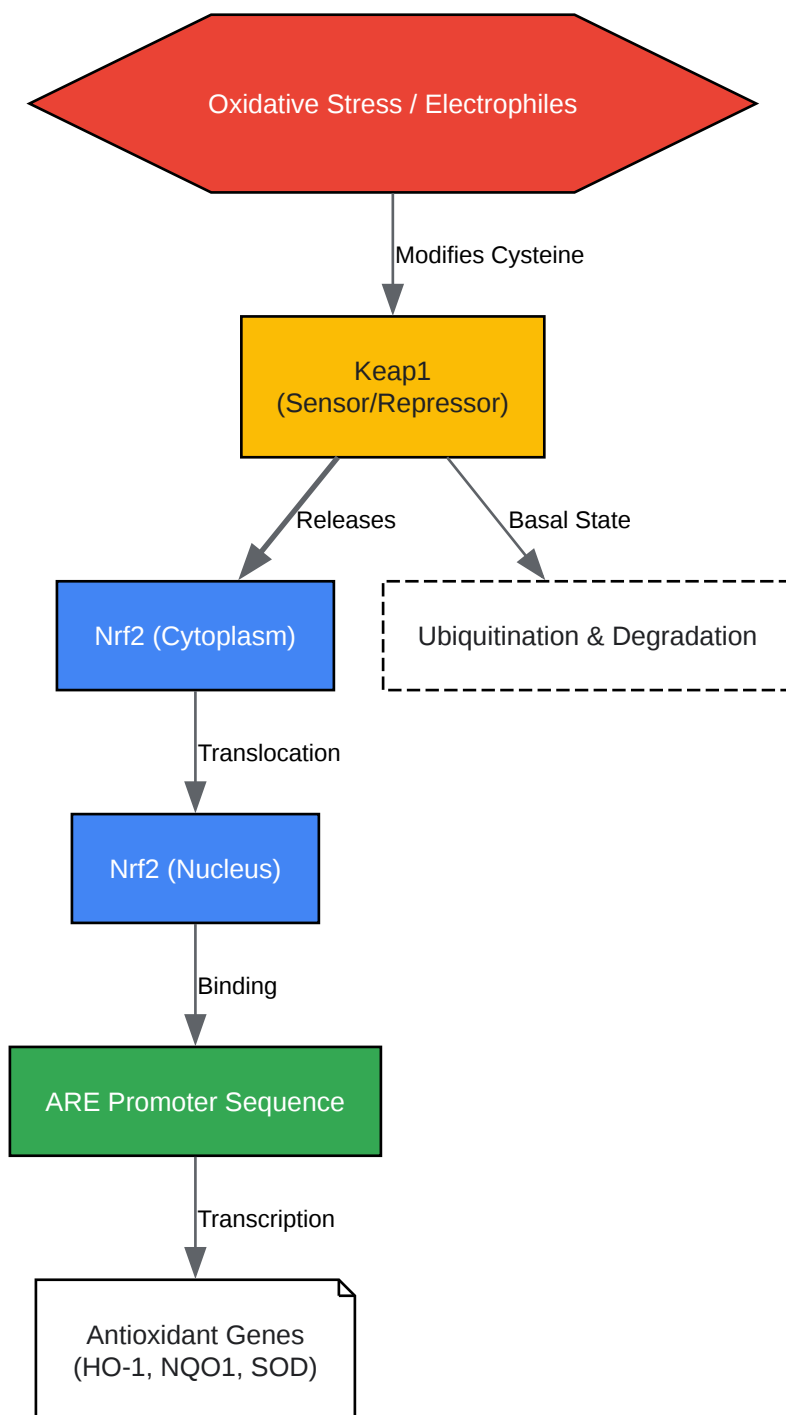 Oxidative Stress / Electrophiles
Modifies Cysteine
Keap1
(Sensor/Repressor)
Releases
Basal State
Nrf2 (Cytoplasm)
Ubiquitination & Degradation
Translocation
Nrf2 (Nucleus)
Binding
ARE Promoter Sequence
Transcription
Antioxidant Genes
(HO-1, NQO1, SOD)